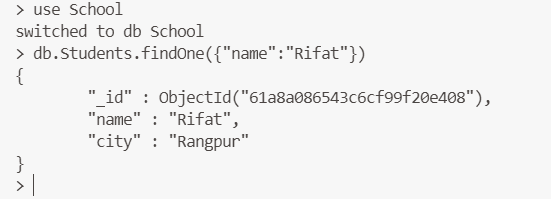 > use School
switched to db School
> db.Students.findOne({"name":"Rifat"})
{
        "_id" : ObjectId("61a8a086543c6cf99f20e408"),
        "name" : "Rifat",
        "city" : "Rangpur"
}
>